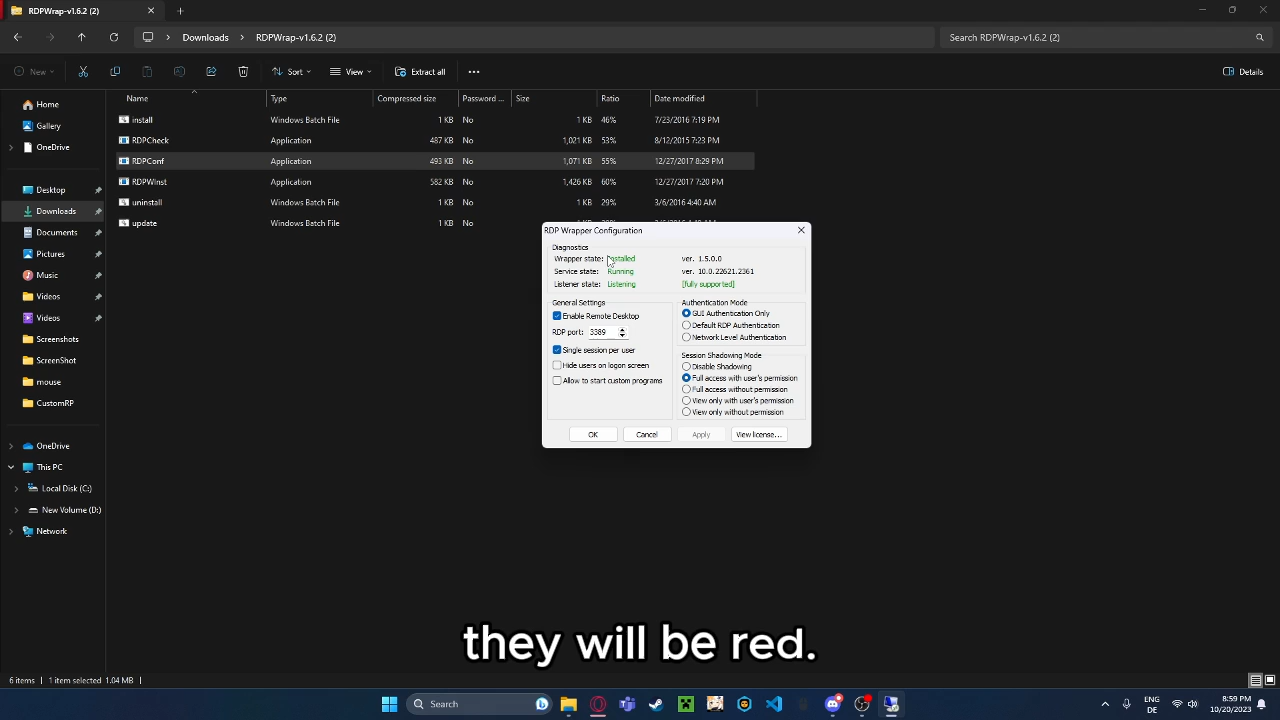 RDPWrap-v1.6.2 (2)
Downloads > RDPWrap-v1.6.2 (2)
Search RDPWrap-v1.6.2 (2)
New
Sort
View
Extract all
Details
Name Type Compressed size Password ... Size Ratio Date modified
install Windows Batch File 1 KB No 1 KB 46% 7/23/2016 7:19 PM
RDPCheck Application 487 KB No 1,021 KB 53% 8/12/2015 7:23 PM
RDPConf Application 493 KB No 1,071 KB 55% 12/27/2017 8:29 PM
RDPWInst Application 582 KB No 1,426 KB 60% 12/27/2017 7:20 PM
uninstall Windows Batch File 1 KB No 1 KB 29% 3/6/2016 4:40 AM
update Windows Batch File 1 KB No
Home
Gallery
OneDrive
Desktop
Downloads
Documents
Pictures
Music
Videos
Videos
Screenshots
ScreenShot
mouse
CustomRP
OneDrive
This PC
Local Disk (C:)
New Volume (D:)
Network
RDP Wrapper Configuration
Diagnostics
Wrapper state: Installed ver. 1.5.0.0
Service state: Running ver. 10.0.22621.2361
Listener state: Listening [fully supported]
General Settings
Enable Remote Desktop
RDP port: 3389
Single session per user
Hide users on logon screen
Allow to start custom programs
Authentication Mode
GUI Authentication Only
Default RDP Authentication
Network Level Authentication
Session Shadowing Mode
Disable Shadowing
Full access with user's permission
Full access without permission
View only with user's permission
View only without permission
OK
Cancel
Apply
View license...
they will be red.
6 items 1 item selected 1.04 MB
Search
ENG
DE
8:59 PM
10/20/2023